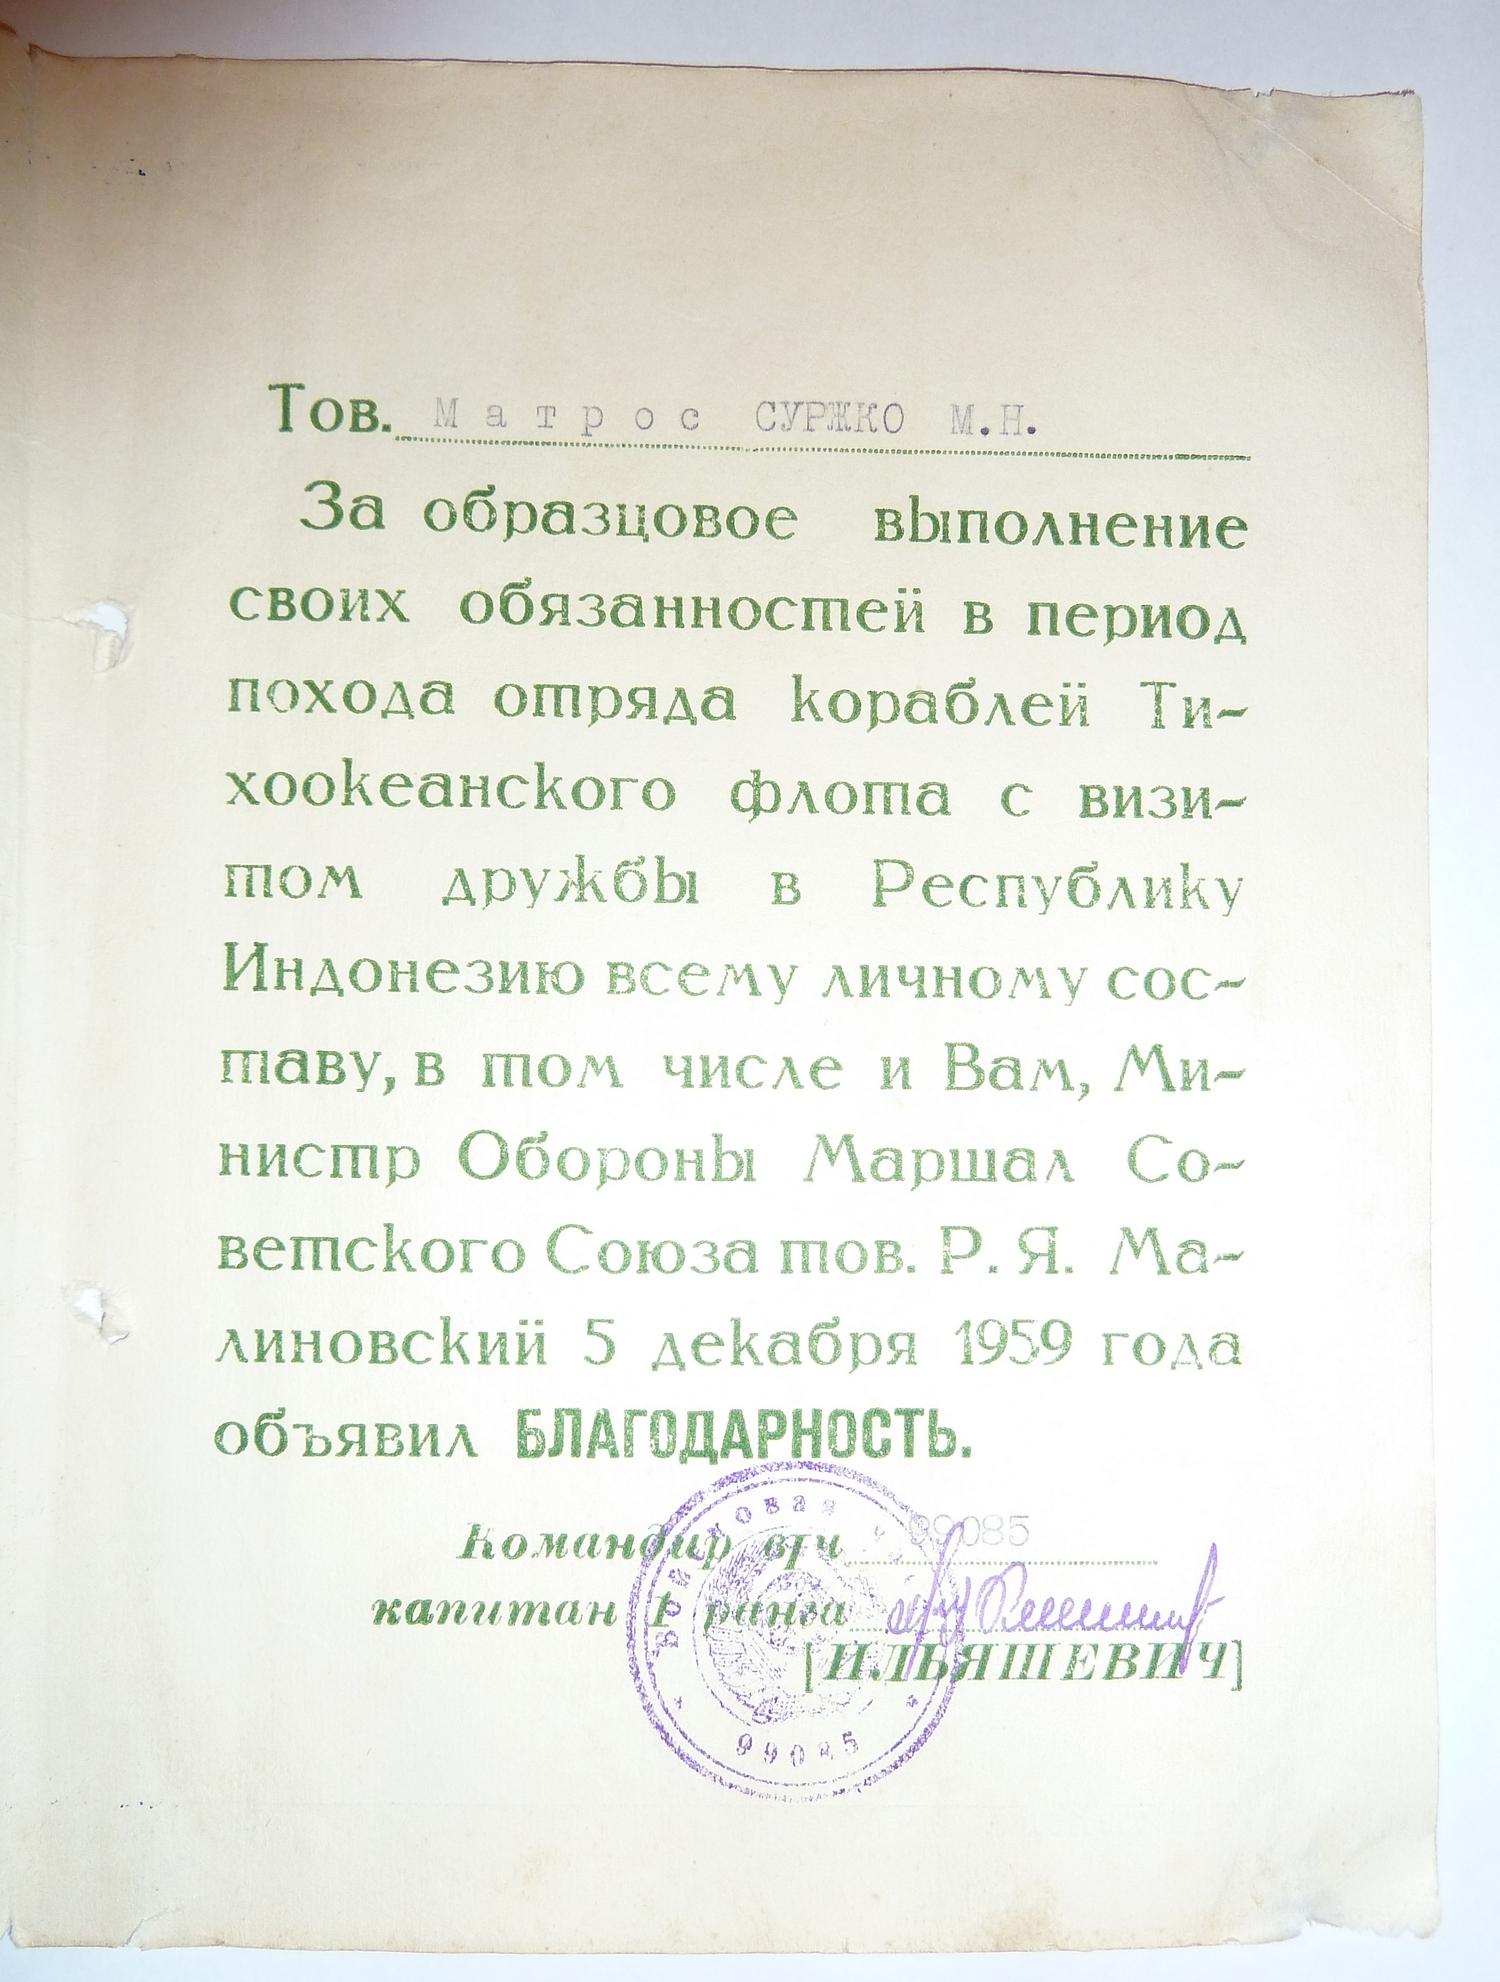 Тов. Матрос СУРЖКО М.Н.
За образцовое выполнение
своих обязанностей в период
похода отряда кораблей Ти-
хоокеанского флота с визи-
том дружбы в Республику
Индонезию всему личному сос-
таву, в том числе и Вам, Ми-
нистр Обороны Маршал Со-
ветского Союза тов. Р. Я. Ма-
линовский 5 декабря 1959 года
объявил БЛАГОДАРНОСТЬ.
Командир в/ч 99085
капитан 1 ранга
[ИЛЬЯШЕВИЧ]
99085